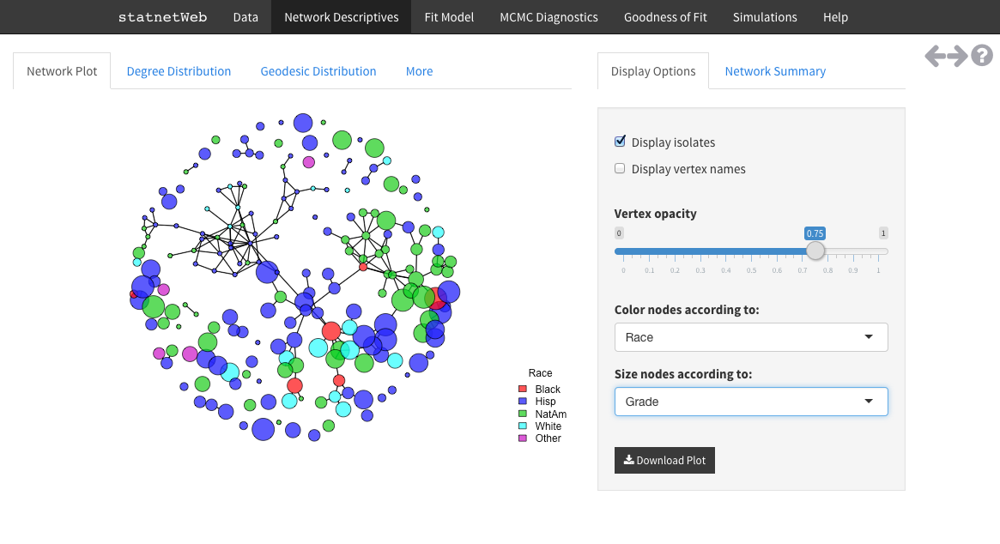 statnetWeb Data Network Descriptives Fit Model MCMC Diagnostics Goodness of Fit Simulations Help
Network Plot Degree Distribution Geodesic Distribution More
Race
Black
Hisp
NatAm
White
Other
Display Options Network Summary
Display isolates
Display vertex names
Vertex opacity
0 0.75 1
0 0.1 0.2 0.3 0.4 0.5 0.6 0.7 0.8 0.9 1
Color nodes according to:
Race
Size nodes according to:
Grade
Download Plot